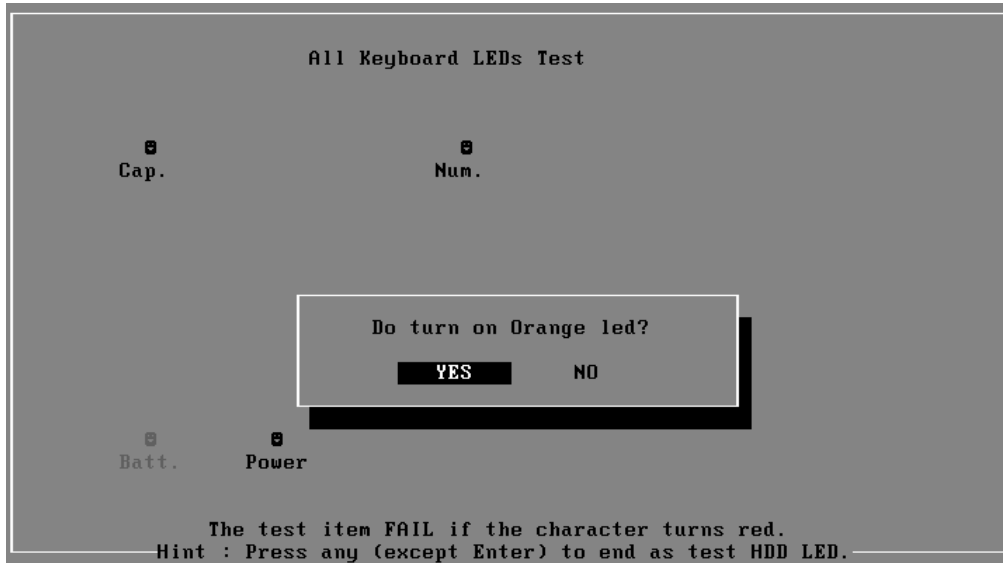 All Keyboard LEDs Test
Cap. Num.
Do turn on Orange led?
YES NO
Batt. Power
The test item FAIL if the character turns red.
Hint : Press any (except Enter) to end as test HDD LED.